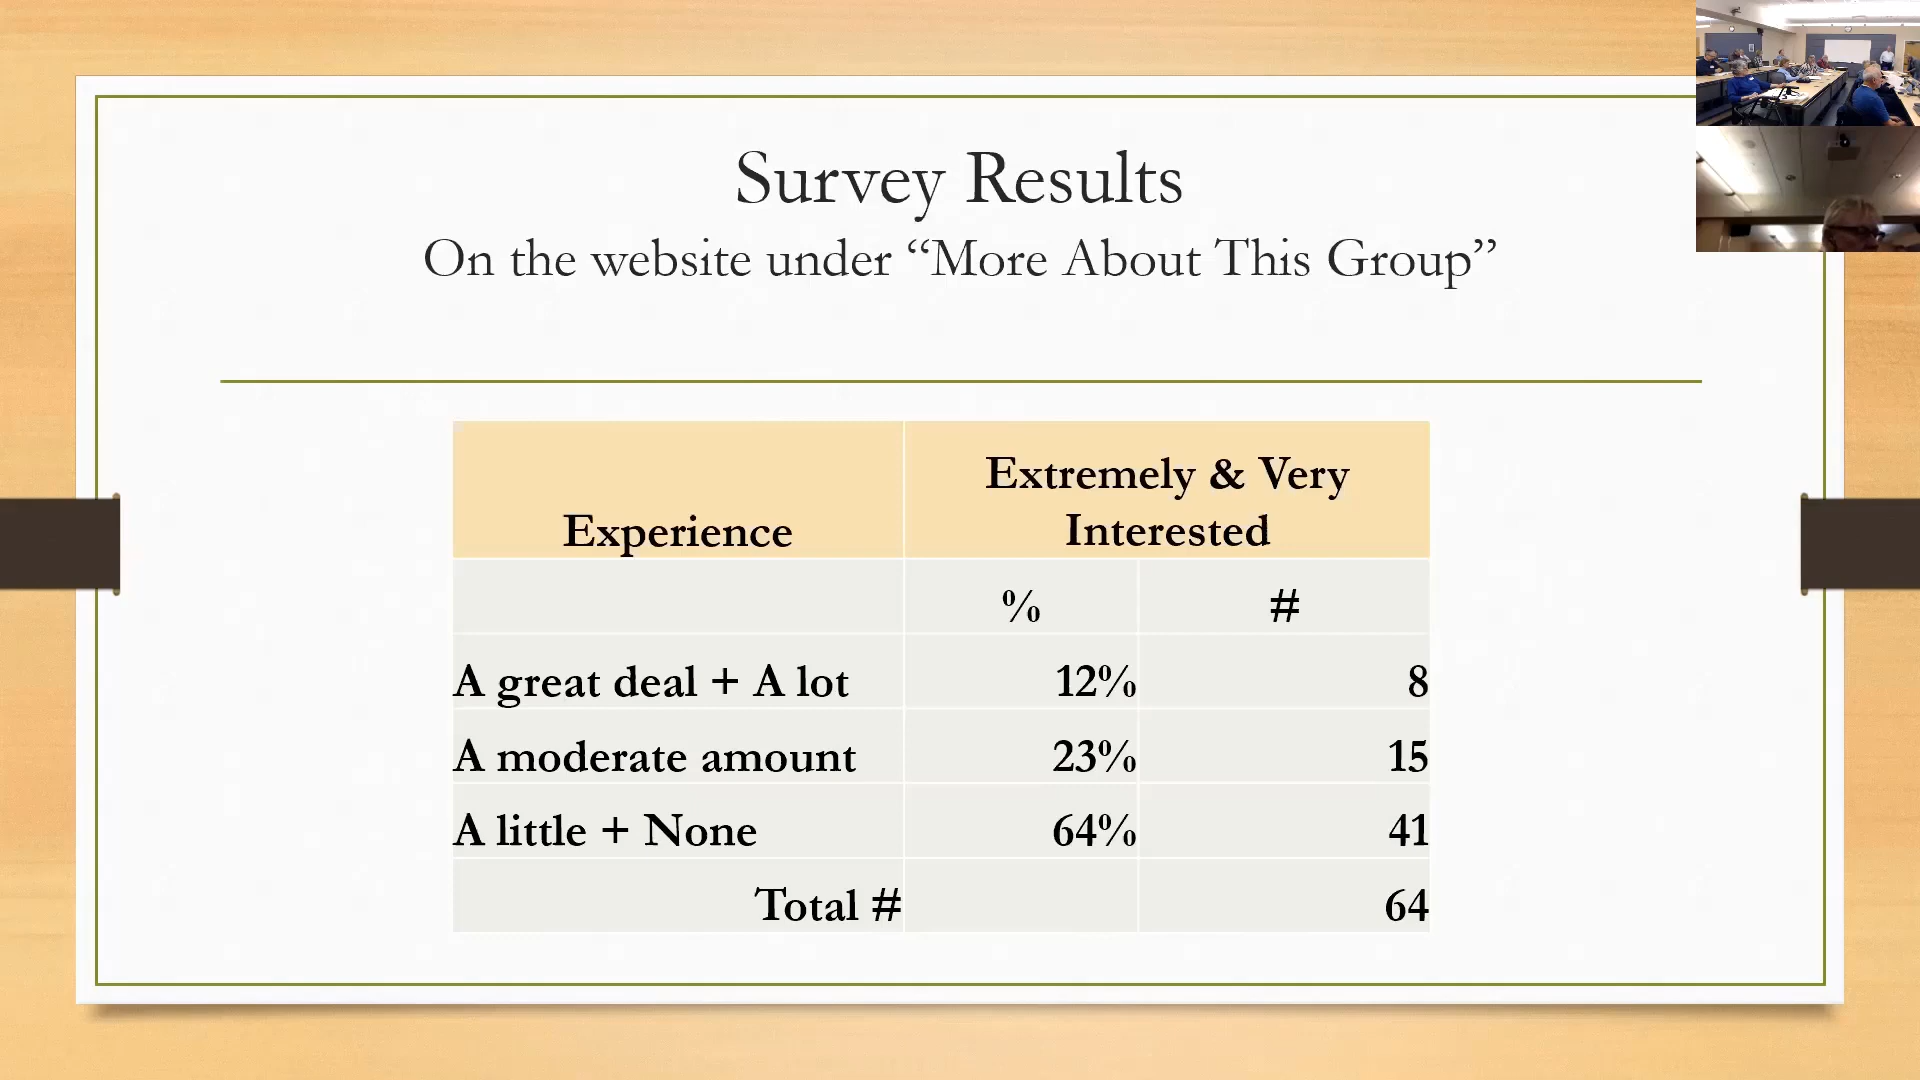 Survey Results
On the website under “More About This Group”
Experience
Extremely & Very
Interested
% #
A great deal + A lot 12% 8
A moderate amount 23% 15
A little + None 64% 41
Total # 64